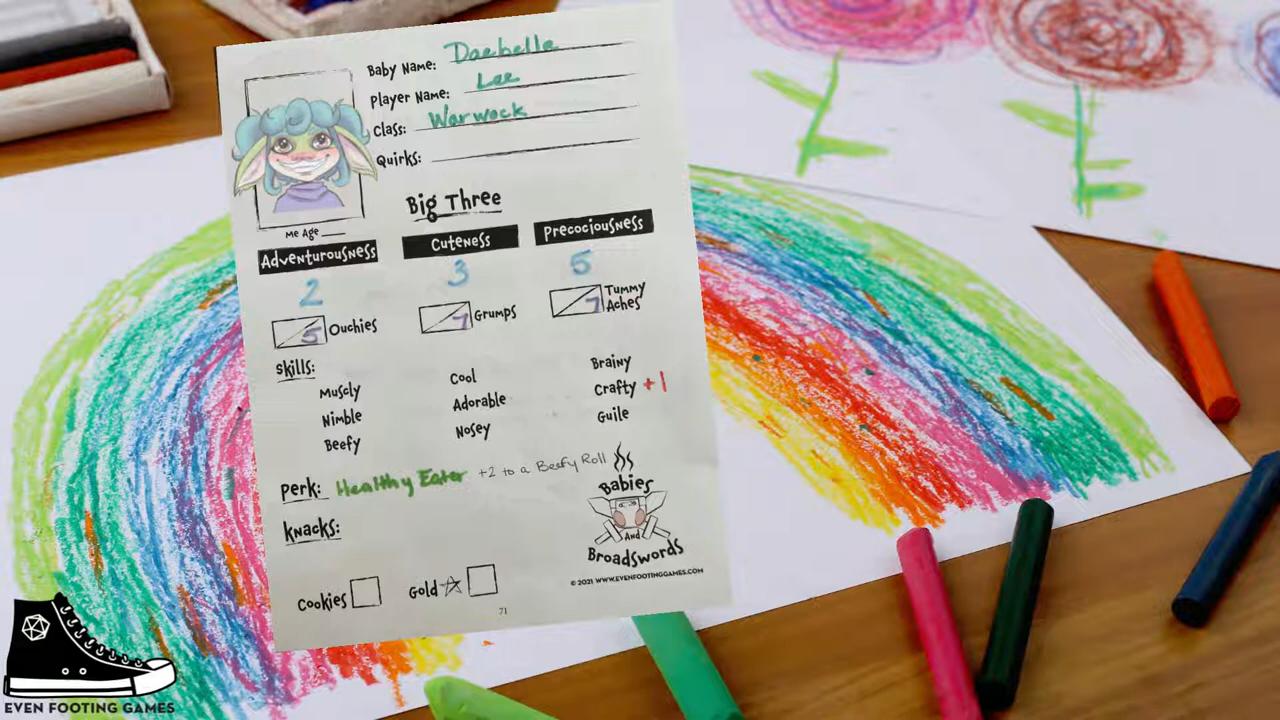 Baby Name: Daebelle
Player Name: Lee
Class: Warwock
Quirks:
Me Age
Big Three
Adventurousness Cuteness Precociousness
2 3 5
5 Ouchies 7 Grumps 7 Tummy Aches
Skills:
Muscly Cool Brainy
Nimble Adorable Crafty +1
Beefy Nosey Guile
Perk: Healthy Eater +2 to a Beefy Roll
Knacks:
Babies
And
Broadswords
© 2021 WWW.EVENFOOTINGGAMES.COM
Cookies Gold
71
EVEN FOOTING GAMES